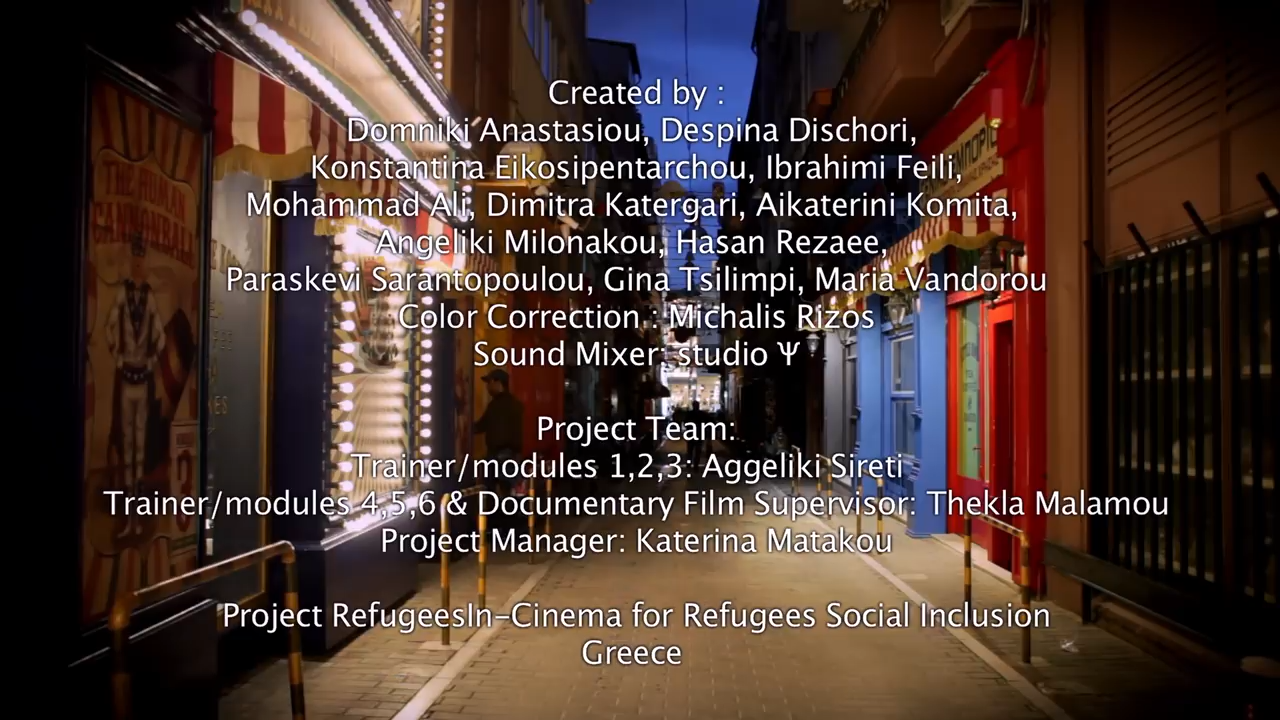 Created by :
Domniki Anastasiou, Despina Dischori,
Konstantina Eikosipentarchou, Ibrahimi Feili,
Mohammad Ali, Dimitra Katergari, Aikaterini Komita,
Angeliki Milonakou, Hasan Rezaee,
Paraskevi Sarantopoulou, Gina Tsilimpi, Maria Vandorou
Color Correction : Michalis Rizos
Sound Mixer: studio Ψ
Project Team:
Trainer/modules 1,2,3: Aggeliki Sireti
Trainer/modules 4,5,6 & Documentary Film Supervisor: Thekla Malamou
Project Manager: Katerina Matakou
Project RefugeesIn-Cinema for Refugees Social Inclusion
Greece
THE HUMAN
CANNONBALL